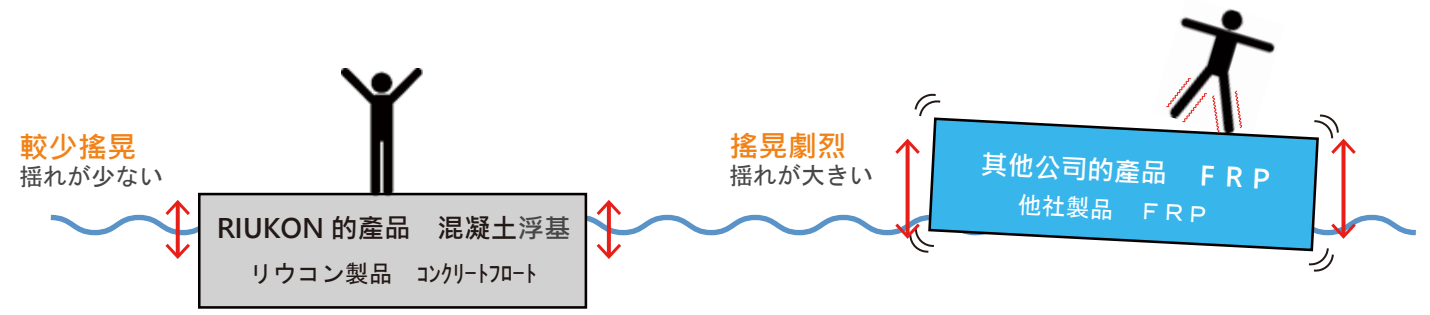 較少搖晃
揺れが少ない
RIUKON 的產品 混凝土浮基
リウコン製品 ｺﾝｸﾘｰﾄﾌﾛｰﾄ
搖晃劇烈
揺れが大きい
其他公司的產品 FRP
他社製品 ＦＲＰ